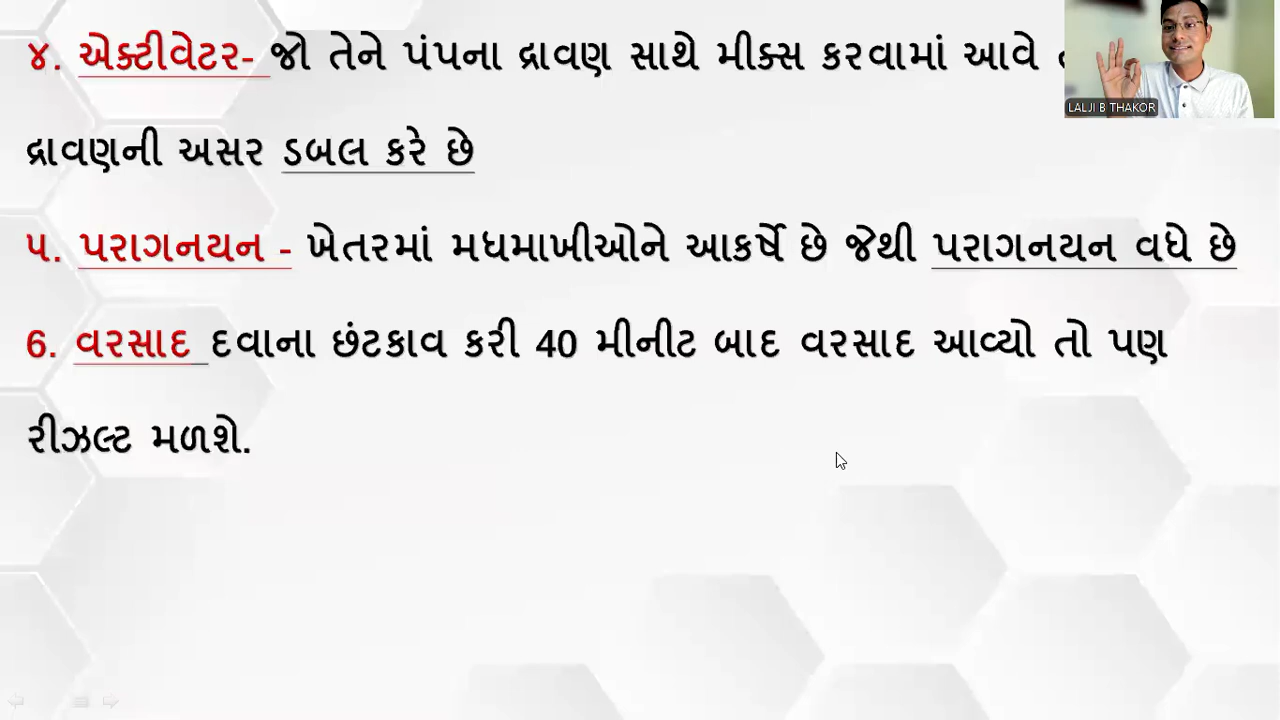 ૪. એક્ટીવેટર- જો તેને પંપના દ્રાવણ સાથે મીક્સ કરવામાં આવે
LALJI B THAKOR
દ્રાવણની અસર ડબલ કરે છે
૫. પરાગનયન - ખેતરમાં મધમાખીઓને આકર્ષે છે જેથી પરાગનયન વધે છે
6. વરસાદ દવાના છંટકાવ કરી 40 મીનીટ બાદ વરસાદ આવ્યો તો પણ
રીઝલ્ટ મળશે.